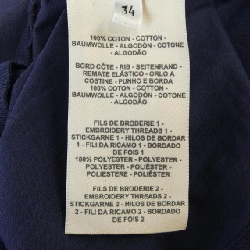 34
100% COTON - COTTON -
BAUMWOLLE - ALGODÓN - COTONE
- ALGODÃO
BORD CÔTE - RIB - SEITENRAND -
REMATE ELÁSTICO - ORLO A
COSTINE - PUNHO E BORDA
100% COTON - COTTON -
BAUMWOLLE - ALGODÓN - COTONE
- ALGODÃO
FILS DE BRODERIE 1 -
EMBROIDERY THREADS 1 -
STICKGARNE 1 - HILOS DE BORDAR
1 - FILI DA RICAMO 1 - BORDADO
DE FIOS 1
100% POLYESTER - POLYESTER -
POLYESTER - POLIÉSTER -
POLIESTERE - POLIÉSTER
FILS DE BRODERIE 2 -
EMBROIDERY THREADS 2 -
STICKGARNE 2 - HILOS DE BORDAR
2 - FILI DA RICAMO 2 - BORDADO
DE FIOS 2